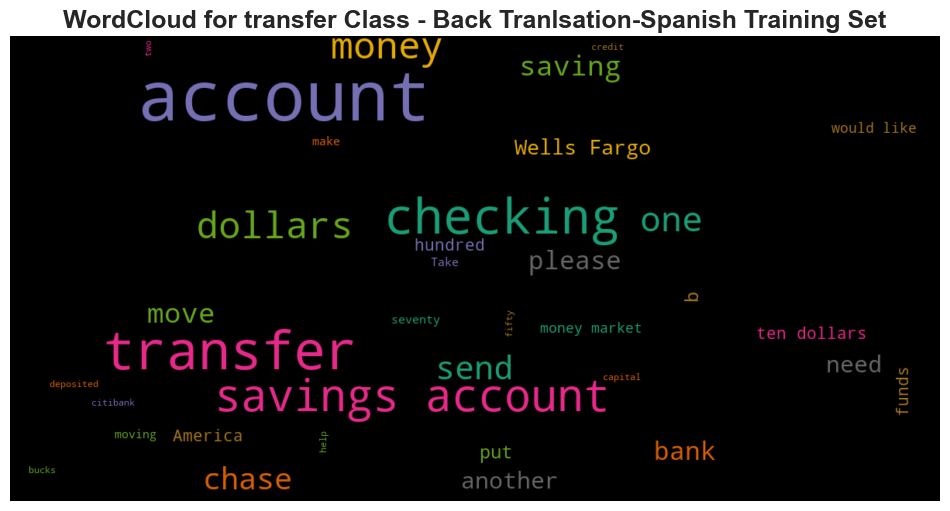 WordCloud for transfer Class - Back Tranlsation-Spanish Training Set
two
money
credit
saving
account
would like
make
Wells Fargo
dollars
checking
one
hundred
Take
please
b
move
seventy
fifty
money market
ten dollars
transfer
send
need
deposited
savings account
capital
funds
citibank
moving
America
help
put
bank
bucks
chase
another